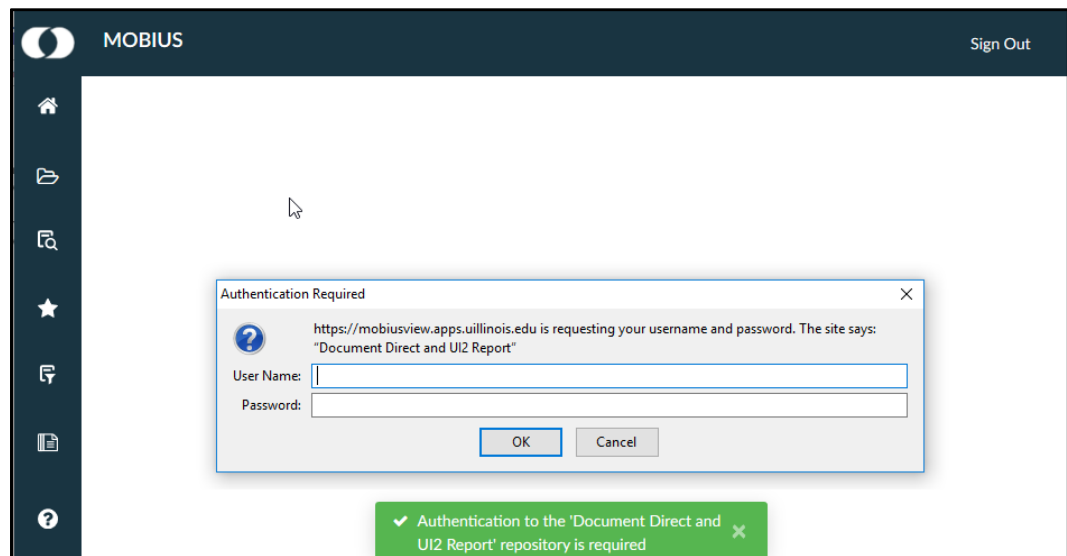 MOBIUS
Sign Out
Authentication Required
https://mobiusview.apps.uillinois.edu is requesting your username and password. The site says:
"Document Direct and UI2 Report"
User Name:
Password:
OK
Cancel
Authentication to the 'Document Direct and
UI2 Report' repository is required